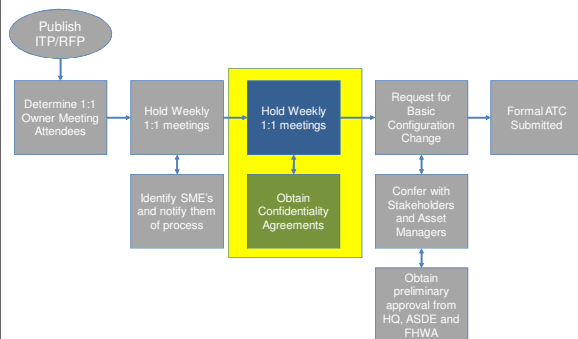 Publish
ITP/RFP
Determine 1:1
Owner Meeting
Attendees
Hold Weekly
1:1 meetings
Hold Weekly
1:1 meetings
Request for
Basic
Configuration
Change
Formal ATC
Submitted
Identify SME's
and notify them
of process
Obtain
Confidentiality
Agreements
Confer with
Stakeholders
and Asset
Managers
Obtain
preliminary
approval from
HQ, ASDE and
FHWA